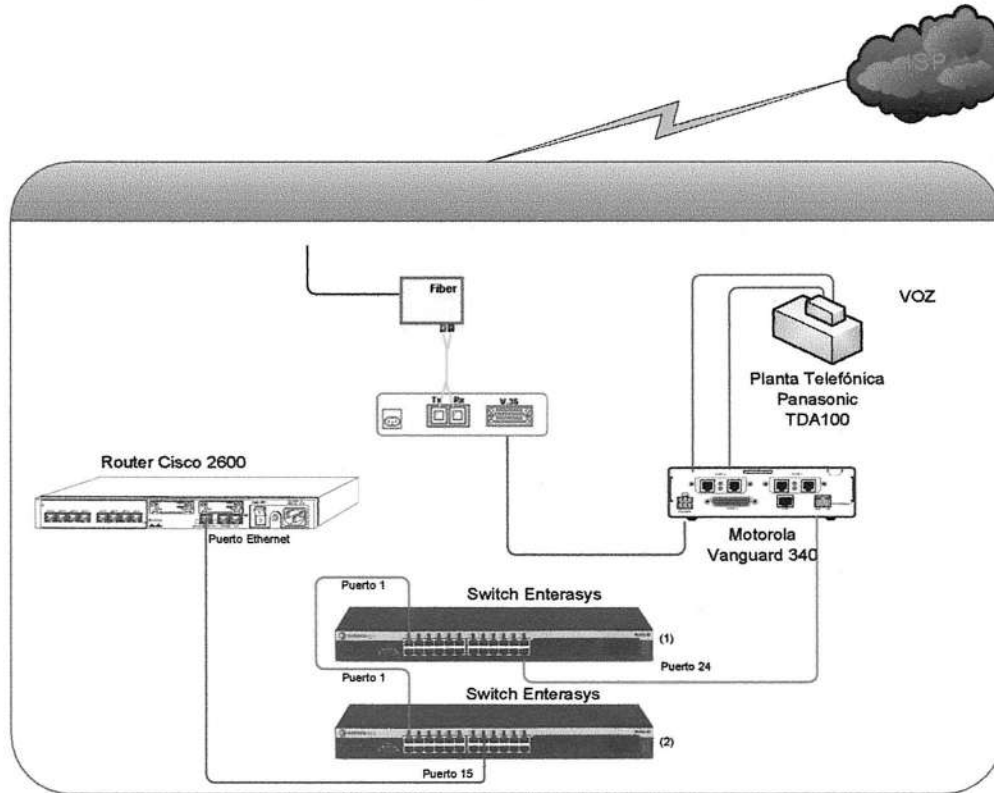 ISP
Fiber
VOZ
Planta Telefónica
Panasonic
TDA100
Tx Rx
V.35
Router Cisco 2600
Puerto Ethernet
Motorola
Vanguard 340
Puerto 1
Switch Enterasys
(1)
Puerto 24
Puerto 1
Switch Enterasys
(2)
Puerto 15